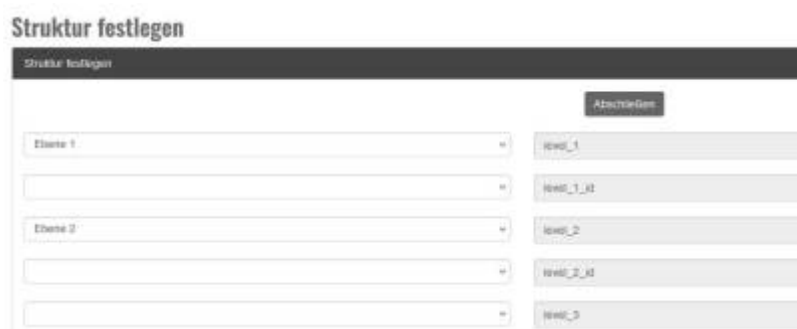 Struktur festlegen
Struktur festlegen
Abschließen
Ebene 1
level_1
level_1_id
Ebene 2
level_2
level_2_id
level_3